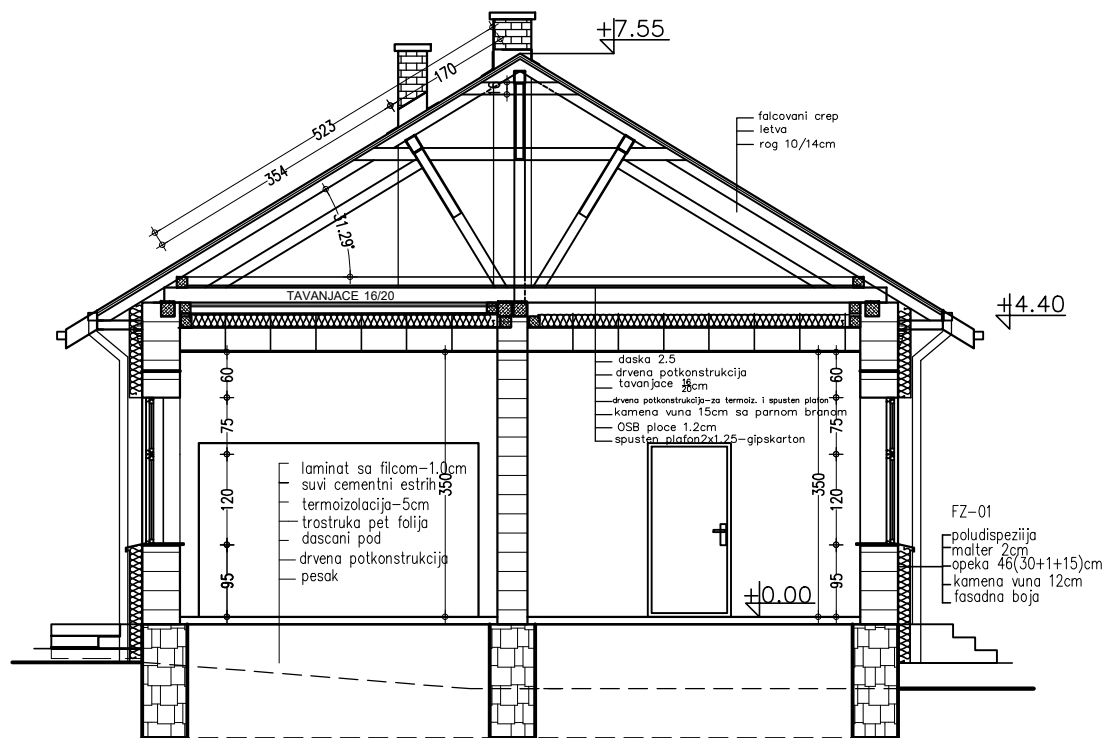 +7.55
170
523
354
16
31.29°
falcovani crep
letva
rog 10/14cm
TAVANJACE 16/20
+4.40
daska 2.5
drvena potkonstrukcija
tavanjace 16/20cm
drvena potkonstrukcija-za termoiz. i spusten plafon
kamena vuna 15cm sa parnom branom
OSB ploce 1.2cm
spusten plafon2x1.25-gipskarton
60
75
120
95
350
laminat sa filcom-1.0cm
suvi cementni estrih
termoizolacija-5cm
trostruka pet folija
dascani pod
drvena potkonstrukcija
pesak
350
60
75
120
95
+0.00
FZ-01
poludispeziija
malter 2cm
opeka 46(30+1+15)cm
kamena vuna 12cm
fasadna boja